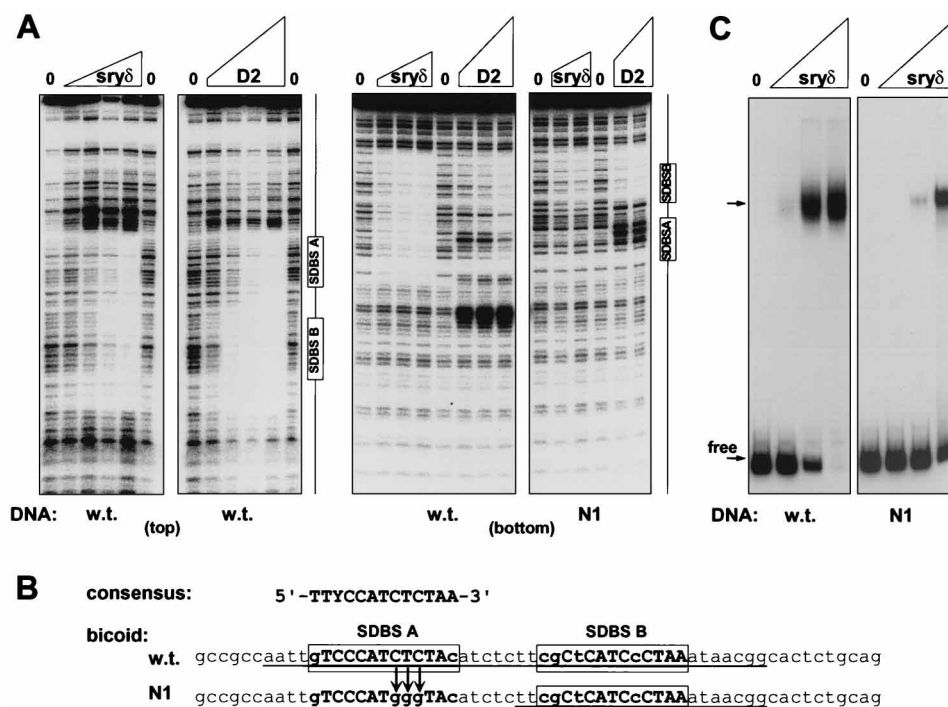 A
C
0 sryδ 0
0 D2 0
0 sryδ 0 D2
0 sryδ 0 D2
0 sryδ
0 sryδ
SDBS A
SDBS B
SDBSB
SDBSA
free
DNA: w.t. (top) w.t.
w.t. (bottom) N1
DNA: w.t. N1
B
consensus: 5'-TTYCCATCTCTAA-3'
bicoid: SDBS A SDBS B
w.t. gccgccaattgTCCCATCTCTAcatctcttcgCtCATCcCTAAataacggcactctgcag
N1 gccgccaattgTCCCATgggTAcatctcttcgCtCATCcCTAAataacggcactctgcag